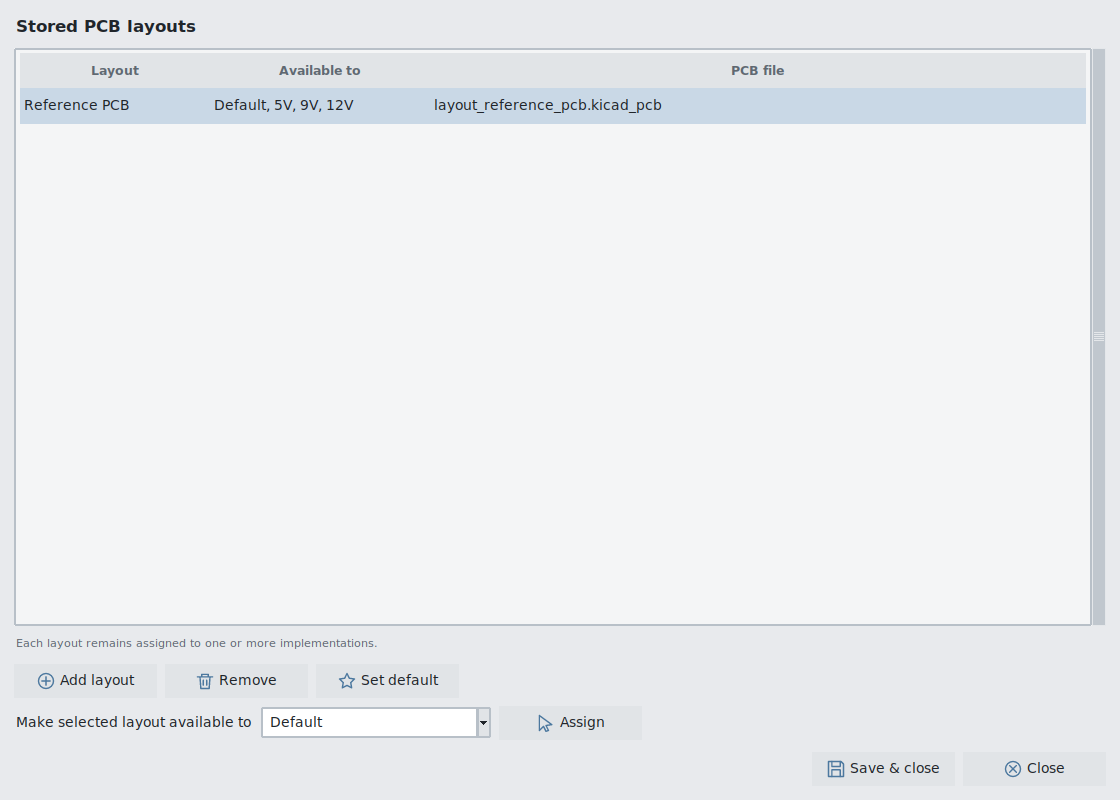 Stored PCB layouts
Layout Available to PCB file
Reference PCB Default, 5V, 9V, 12V layout_reference_pcb.kicad_pcb
Each layout remains assigned to one or more implementations.
Add layout Remove Set default
Make selected layout available to Default Assign
Save & close Close